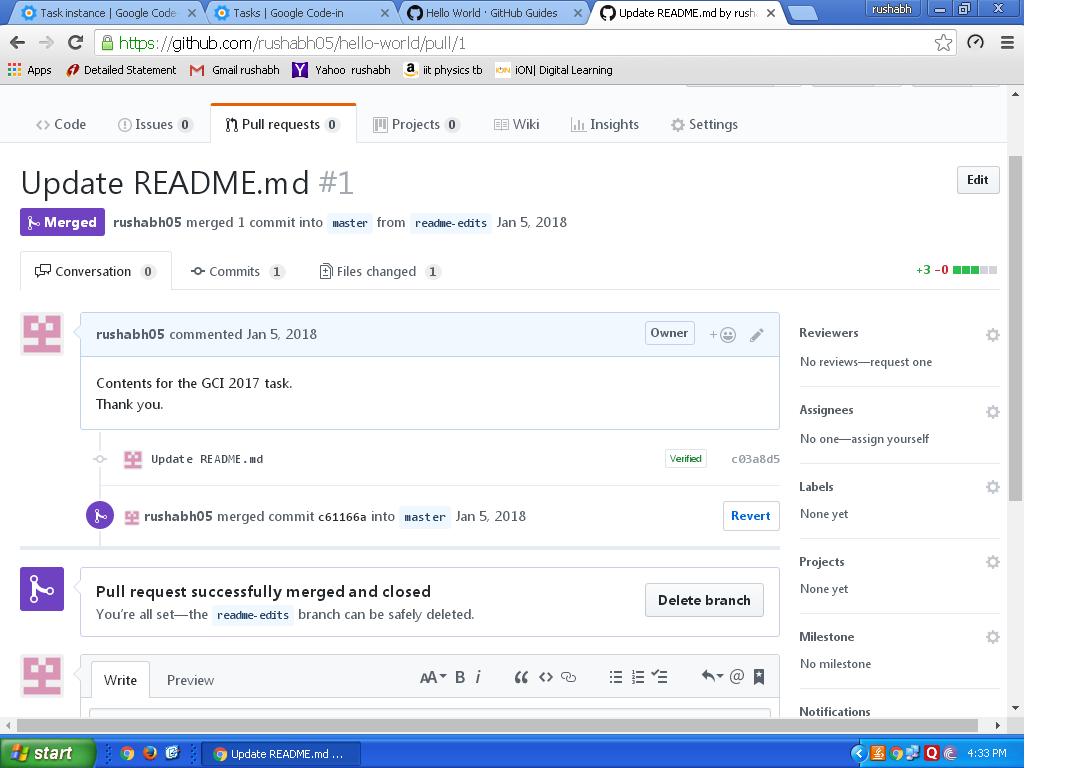 Task instance | Google Code
Tasks | Google Code-in
Hello World · GitHub Guides
Update README.md by rush
rushabh
https://github.com/rushabh05/hello-world/pull/1
Apps
Detailed Statement
Gmail rushabh
Yahoo rushabh
iit physics tb
iON| Digital Learning
Code
Issues 0
Pull requests 0
Projects 0
Wiki
Insights
Settings
Update README.md #1
Edit
Merged
rushabh05 merged 1 commit into master from readme-edits Jan 5, 2018
Conversation 0
Commits 1
Files changed 1
+3 −0
rushabh05 commented Jan 5, 2018
Owner
Contents for the GCI 2017 task.
Thank you.
Update README.md
Verified
c03a8d5
rushabh05 merged commit c61166a into master Jan 5, 2018
Revert
Pull request successfully merged and closed
You're all set—the readme-edits branch can be safely deleted.
Delete branch
Write
Preview
AA B i
Reviewers
No reviews—request one
Assignees
No one—assign yourself
Labels
None yet
Projects
None yet
Milestone
No milestone
Notifications
start
Update README.md ...
4:33 PM